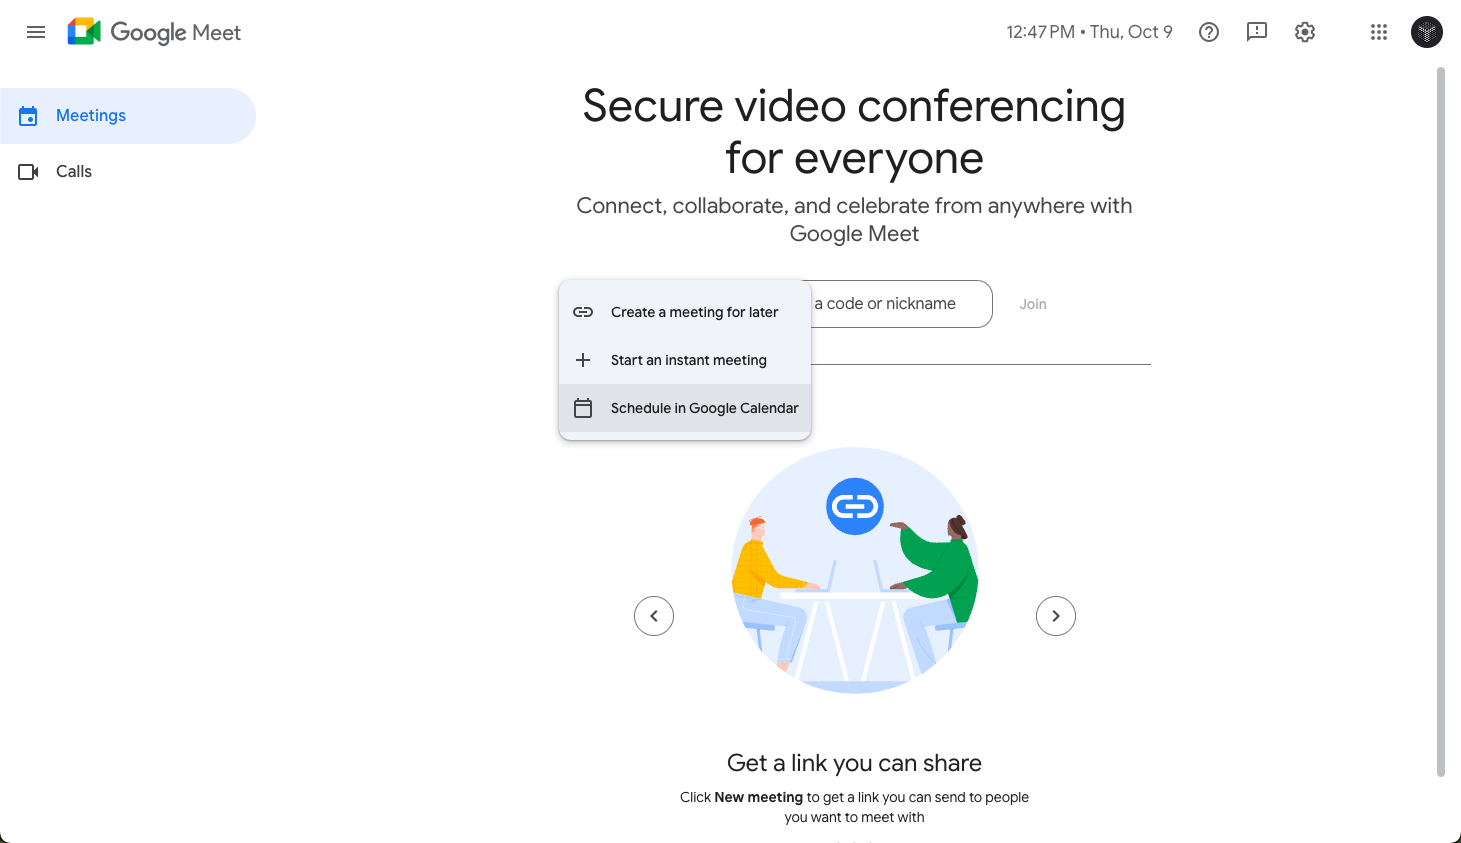 Google Meet
12:47 PM • Thu, Oct 9
Meetings
Calls
Secure video conferencing
for everyone
Connect, collaborate, and celebrate from anywhere with
Google Meet
a code or nickname
Join
Create a meeting for later
Start an instant meeting
Schedule in Google Calendar
Get a link you can share
Click New meeting to get a link you can send to people
you want to meet with